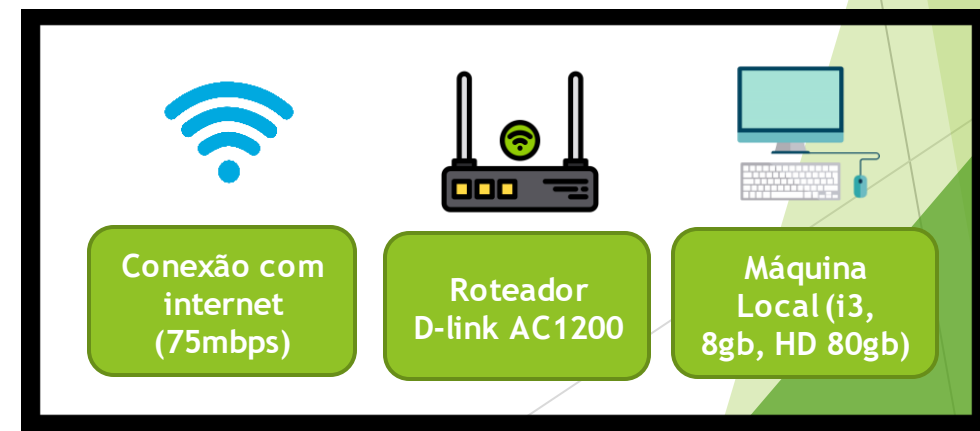 Conexão com
internet
(75mbps)
Roteador
D-link AC1200
Máquina
Local (i3,
8gb, HD 80gb)